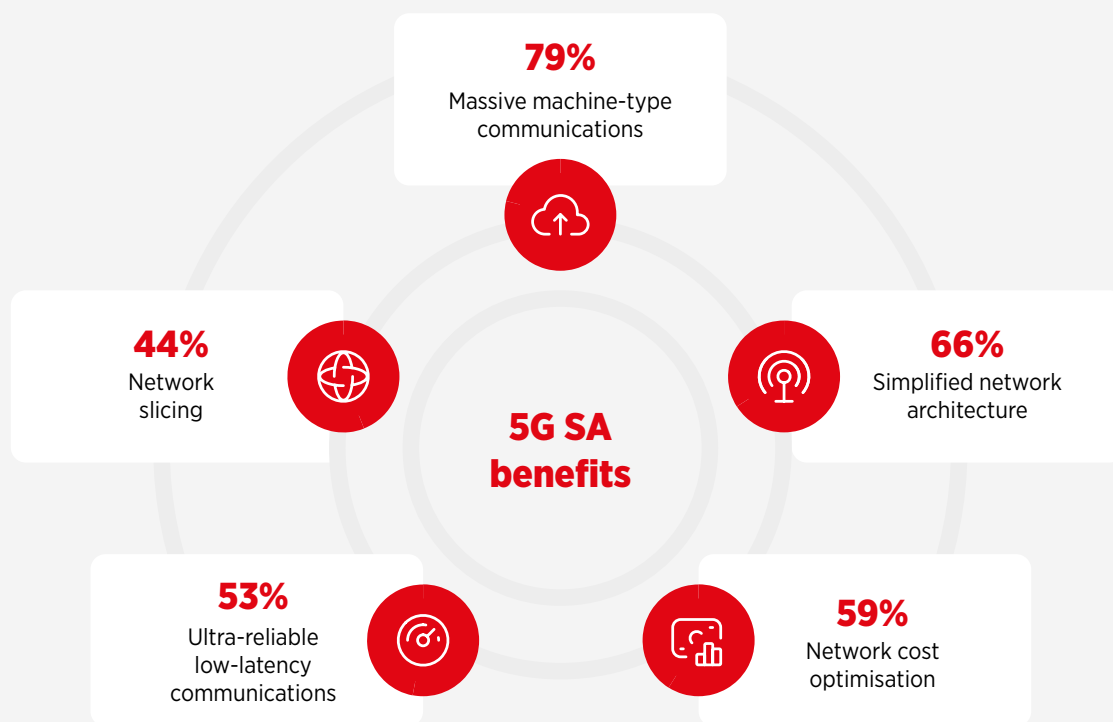 79%
Massive machine-type
communications
44%
Network
slicing
66%
Simplified network
architecture
5G SA
benefits
53%
Ultra-reliable
low-latency
communications
59%
Network cost
optimisation